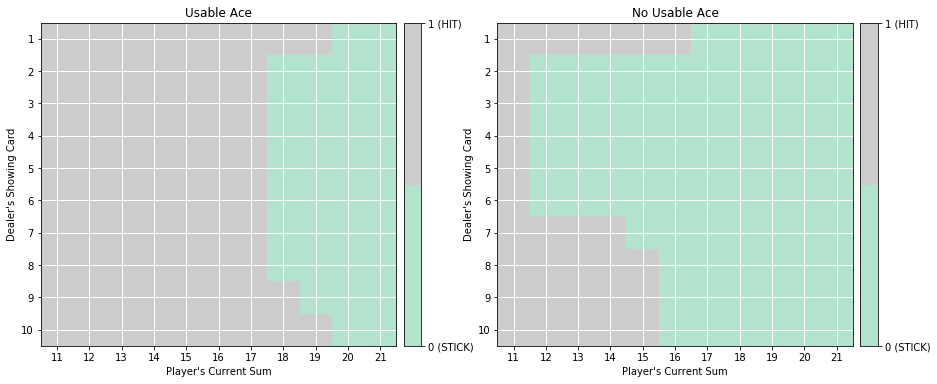 Usable Ace
Dealer's Showing Card
1
2
3
4
5
6
7
8
9
10
11 12 13 14 15 16 17 18 19 20 21
Player's Current Sum
1 (HIT)
0 (STICK)
No Usable Ace
Dealer's Showing Card
1
2
3
4
5
6
7
8
9
10
11 12 13 14 15 16 17 18 19 20 21
Player's Current Sum
1 (HIT)
0 (STICK)